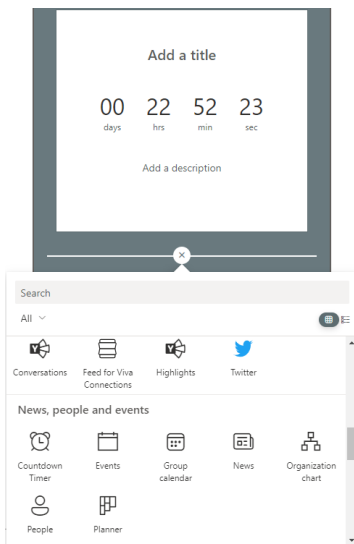 Add a title
00 22 52 23
days hrs min sec
Add a description
Search
All
Conversations Feed for Viva Highlights Twitter
Connections
News, people and events
Countdown Events Group News Organization
Timer calendar chart
People Planner